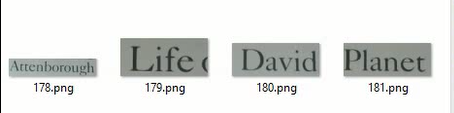 Attenborough Life David Planet
178.png 179.png 180.png 181.png